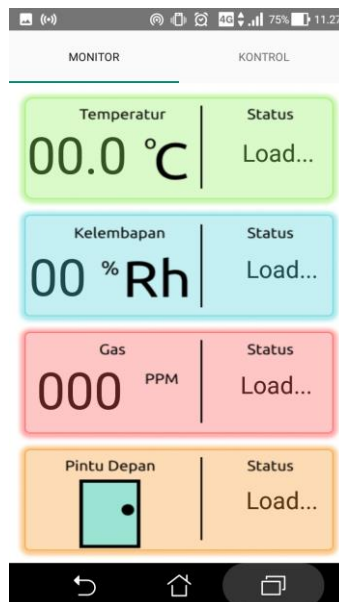 4G 75% 11.27
MONITOR KONTROL
Temperatur Status
00.0 °C Load...
Kelembapan Status
00 % Rh Load...
Gas Status
000 PPM Load...
Pintu Depan Status
Load...